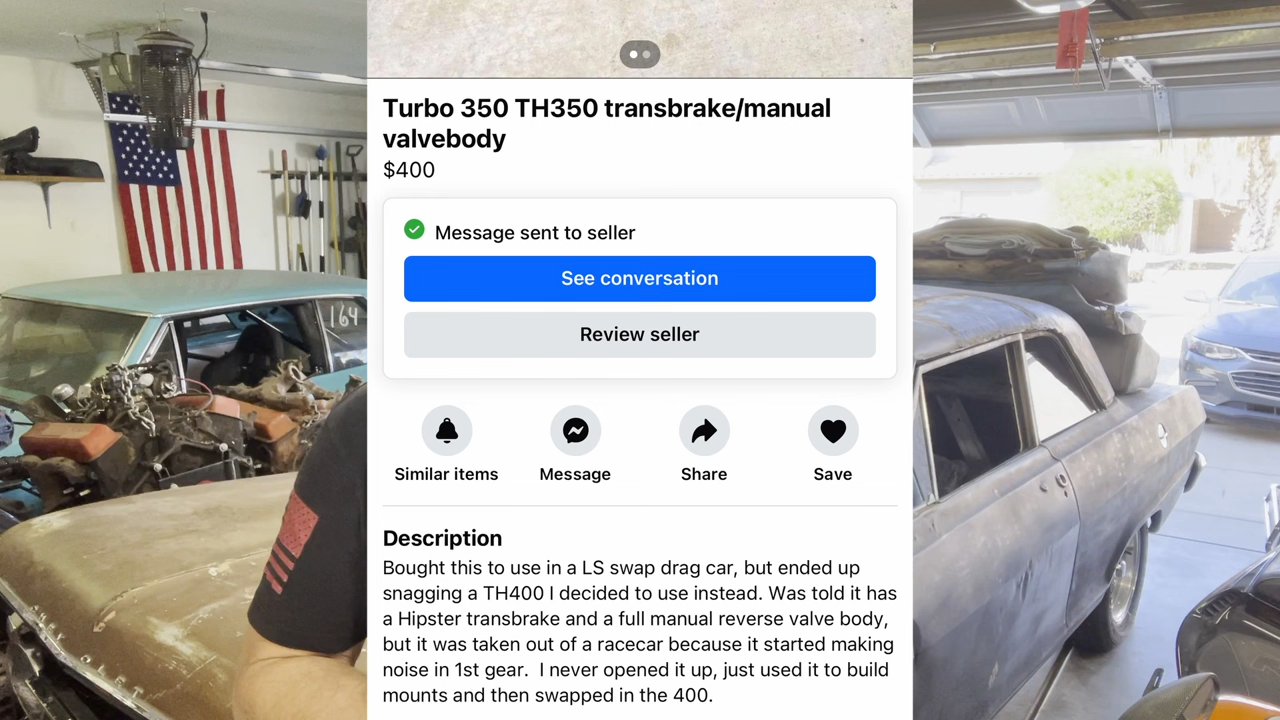 Turbo 350 TH350 transbrake/manual
valvebody
$400
Message sent to seller
See conversation
Review seller
Similar items
Message
Share
Save
Description
Bought this to use in a LS swap drag car, but ended up
snagging a TH400 I decided to use instead. Was told it has
a Hipster transbrake and a full manual reverse valve body,
but it was taken out of a racecar because it started making
noise in 1st gear.  I never opened it up, just used it to build
mounts and then swapped in the 400.
164